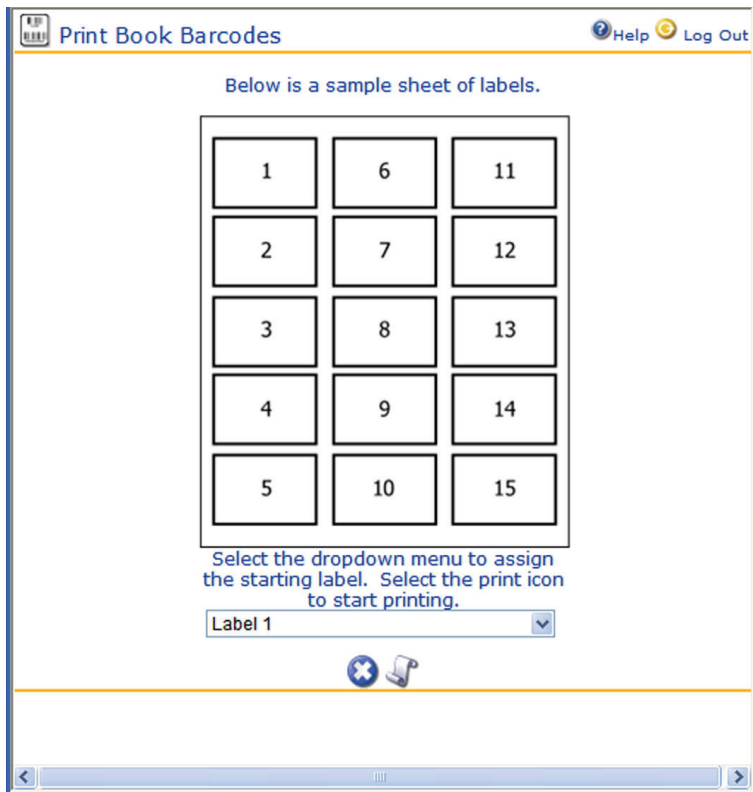 Print Book Barcodes
Help Log Out
Below is a sample sheet of labels.
1 6 11
2 7 12
3 8 13
4 9 14
5 10 15
Select the dropdown menu to assign
the starting label. Select the print icon
to start printing.
Label 1